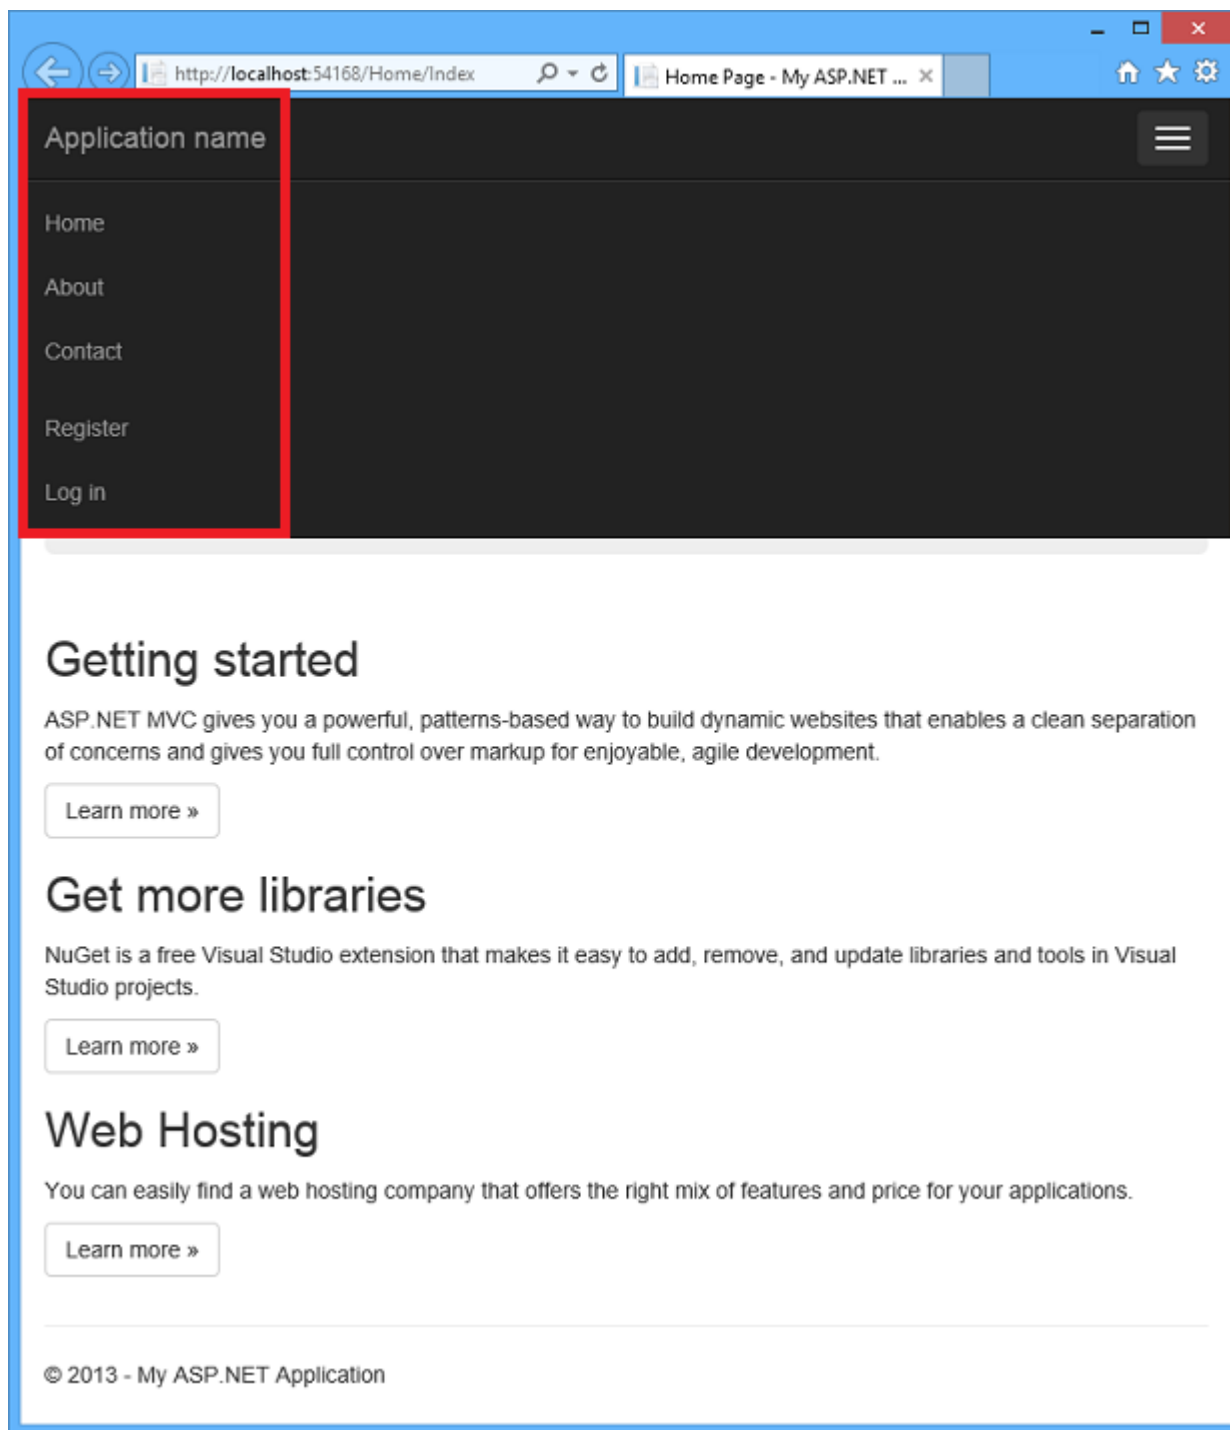 http://localhost:54168/Home/Index
Home Page - My ASP.NET ...
Application name
Home
About
Contact
Register
Log in
Getting started
ASP.NET MVC gives you a powerful, patterns-based way to build dynamic websites that enables a clean separation
of concerns and gives you full control over markup for enjoyable, agile development.
Learn more »
Get more libraries
NuGet is a free Visual Studio extension that makes it easy to add, remove, and update libraries and tools in Visual
Studio projects.
Learn more »
Web Hosting
You can easily find a web hosting company that offers the right mix of features and price for your applications.
Learn more »
© 2013 - My ASP.NET Application